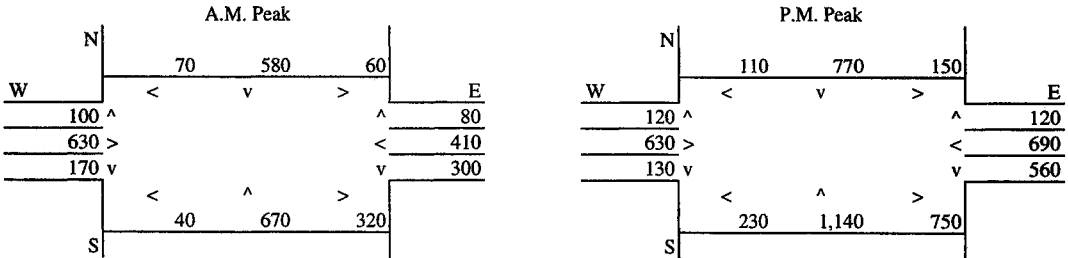 A.M. Peak P.M. Peak
N N
70 580 60 110 770 150
W < v > E W < v > E
100 ^ ^ 80 120 ^ ^ 120
630 > < 410 630 > < 690
170 v v 300 130 v v 560
< ^ > < ^ >
40 670 320 230 1,140 750
S S